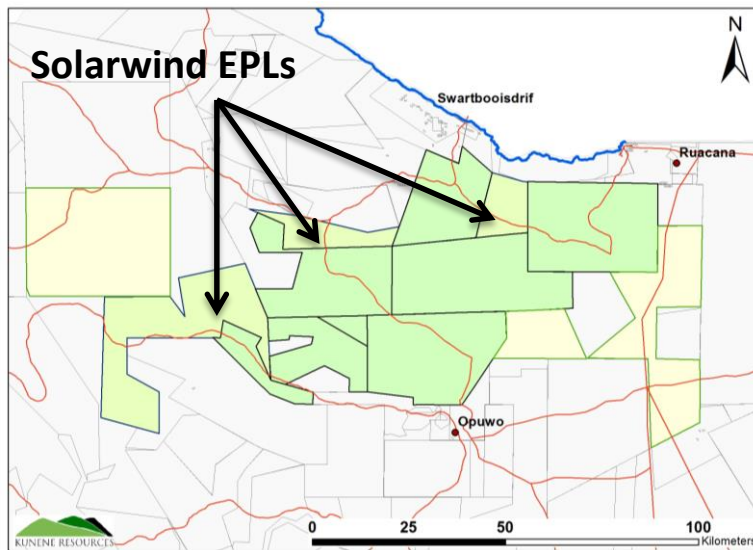 Solarwind EPLs
N
Swartbooisdrif
Ruacana
Opuwo
KUNENE RESOURCES
0 25 50 100
Kilometers